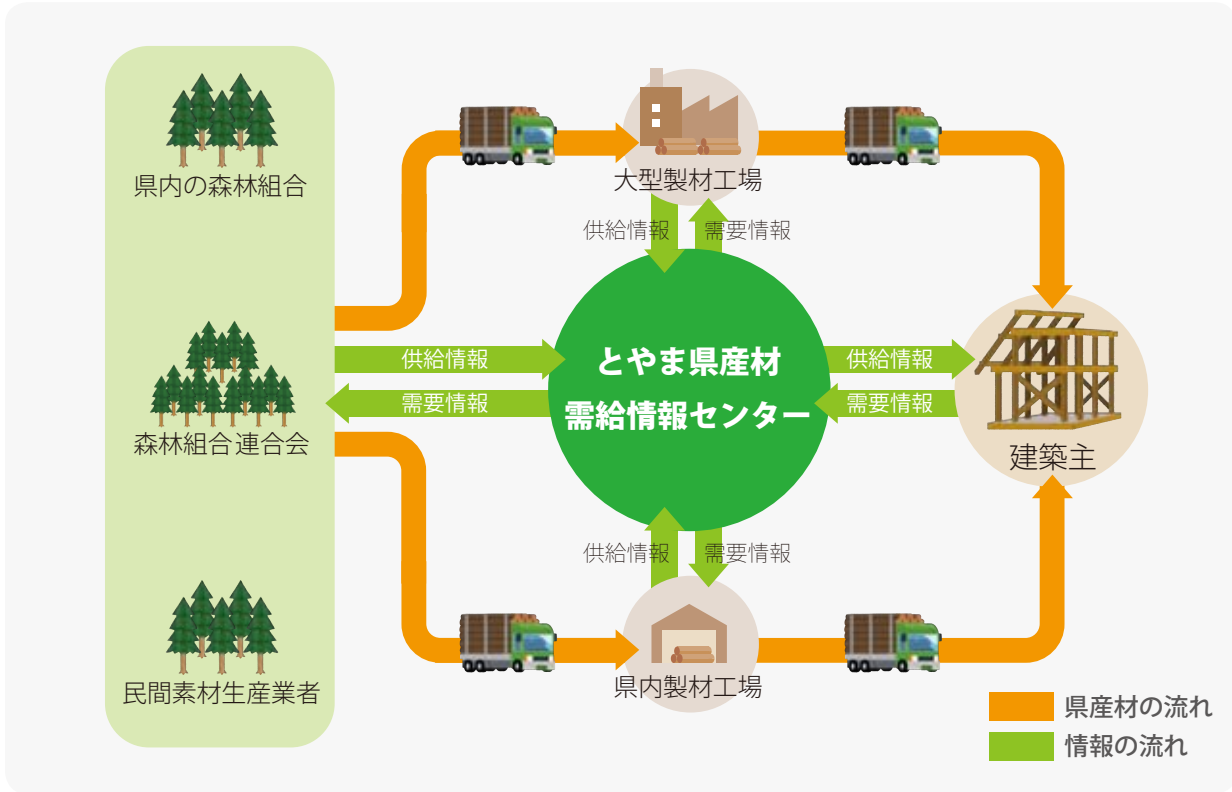 県内の森林組合
大型製材工場
供給情報
需要情報
とやま県産材
需給情報センター
供給情報
需要情報
供給情報
需要情報
森林組合連合会
建築主
供給情報
需要情報
民間素材生産業者
県内製材工場
県産材の流れ
情報の流れ